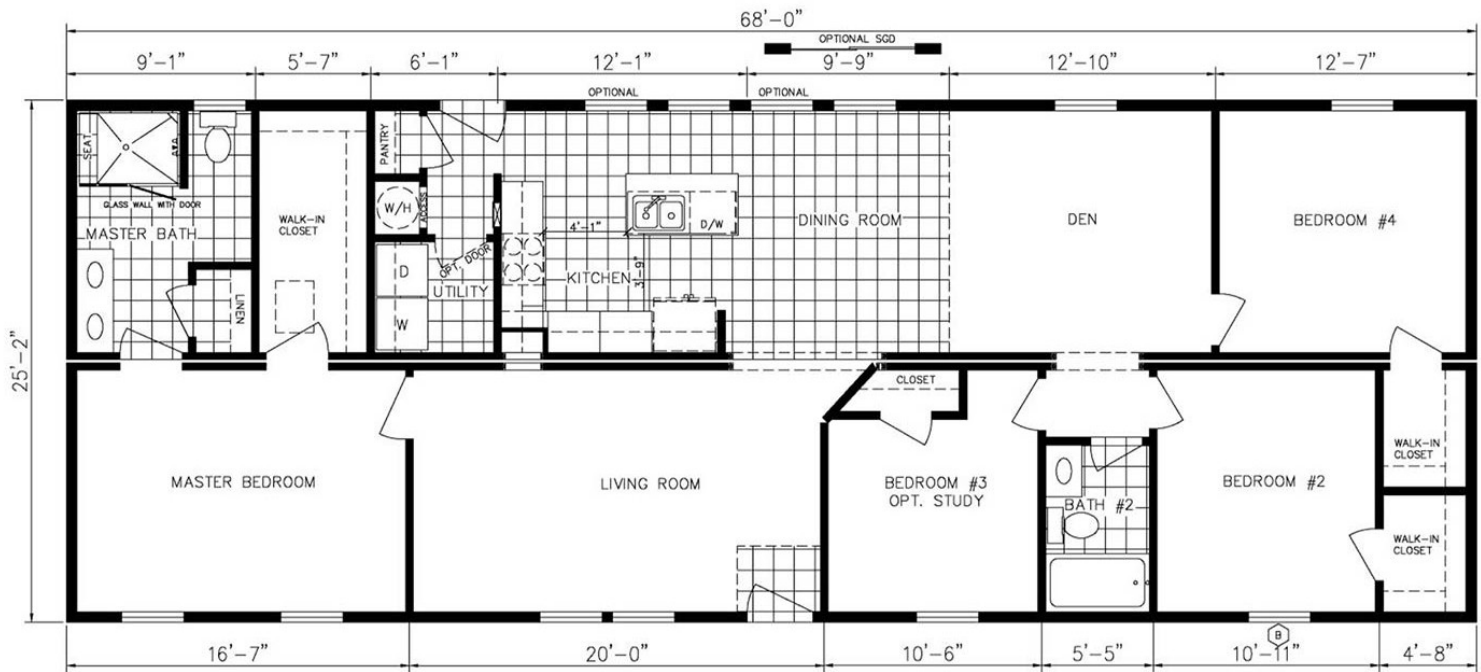 68'-0"
OPTIONAL SGD
9'-1" 5'-7" 6'-1" 12'-1" 9'-9" 12'-10" 12'-7"
OPTIONAL OPTIONAL
SEAT
PANTRY
GLASS WALL WITH DOOR
W/H
ACCESS
D/W
WALK-IN
CLOSET
DINING ROOM
DEN
BEDROOM #4
MASTER BATH
4'-1"
OPT. DOOR
D
KITCHEN
3'-9"
UTILITY
LINEN
W
25'-2"
CLOSET
WALK-IN
CLOSET
MASTER BEDROOM
LIVING ROOM
BEDROOM #3
OPT. STUDY
BEDROOM #2
BATH #2
WALK-IN
CLOSET
B
16'-7" 20'-0" 10'-6" 5'-5" 10'-11" 4'-8"